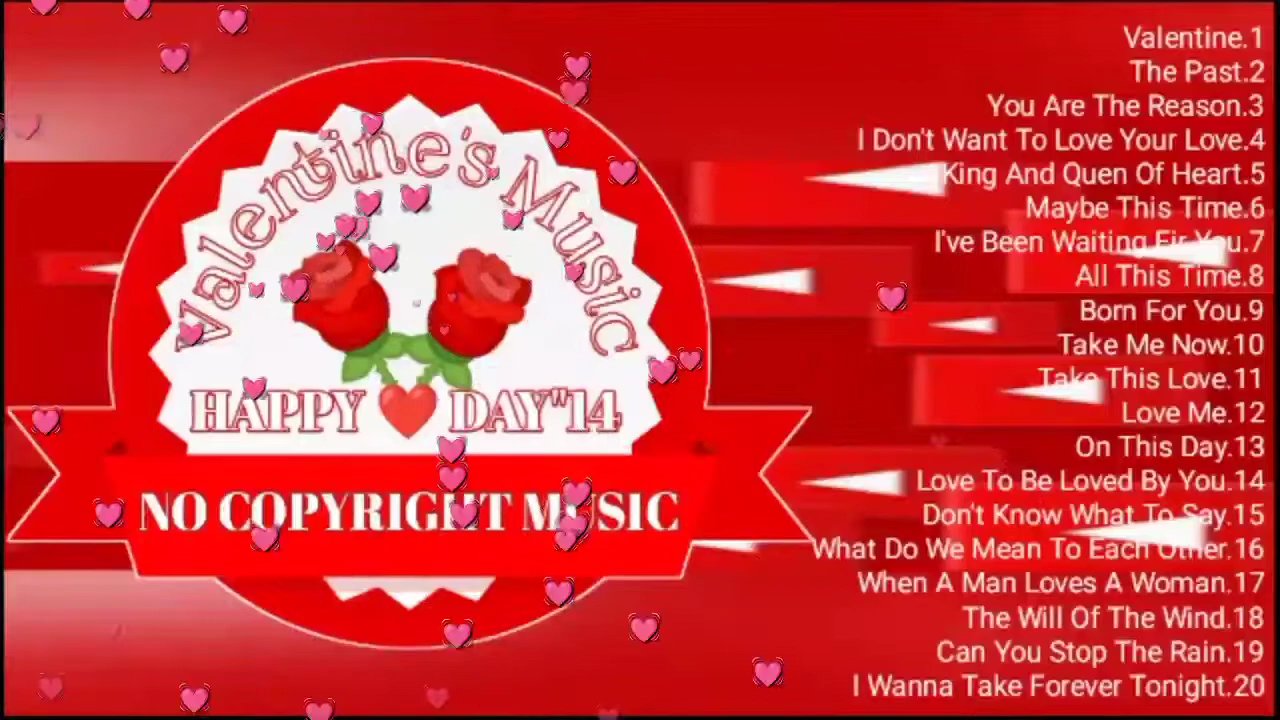 Valentine's Music
HAPPY DAY"14
NO COPYRIGHT MUSIC
Valentine.1
The Past.2
You Are The Reason.3
I Don't Want To Love Your Love.4
King And Quen Of Heart.5
Maybe This Time.6
I've Been Waiting Fir You.7
All This Time.8
Born For You.9
Take Me Now.10
Take This Love.11
Love Me.12
On This Day.13
Love To Be Loved By You.14
Don't Know What To Say.15
What Do We Mean To Each Other.16
When A Man Loves A Woman.17
The Will Of The Wind.18
Can You Stop The Rain.19
I Wanna Take Forever Tonight.20